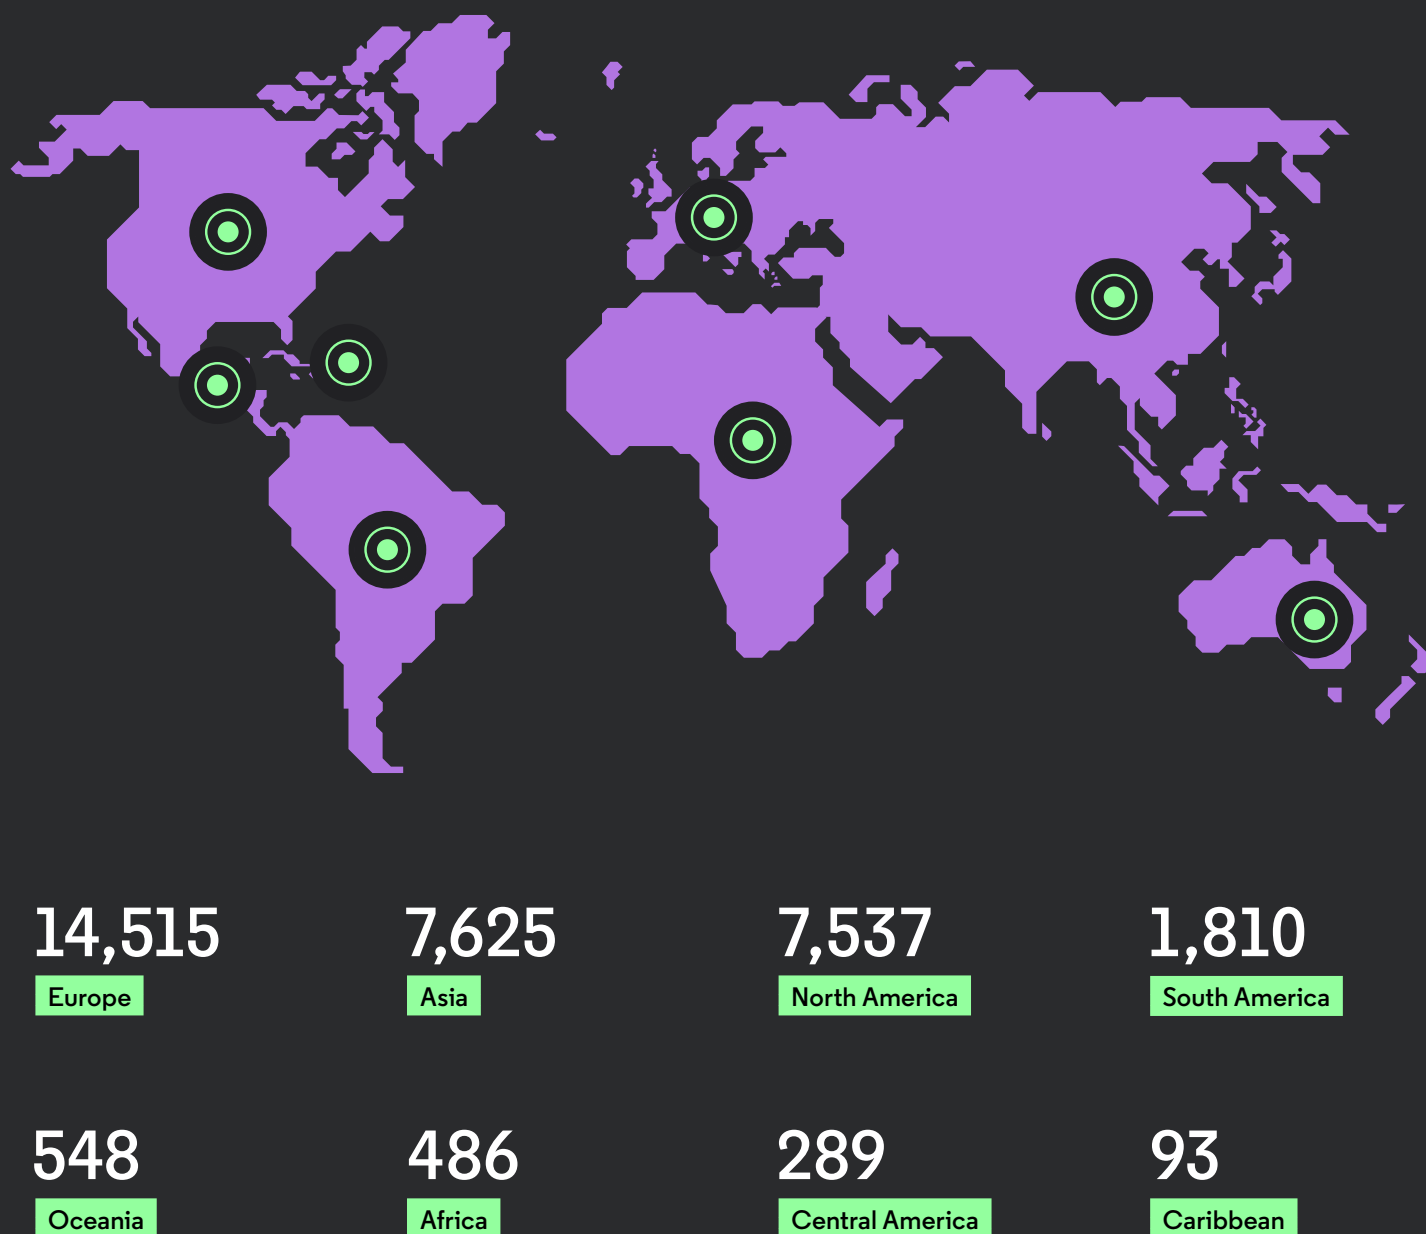 14,515
7,625
7,537
1,810
Europe
Asia
North America
South America
548
486
289
93
Oceania
Africa
Central America
Caribbean